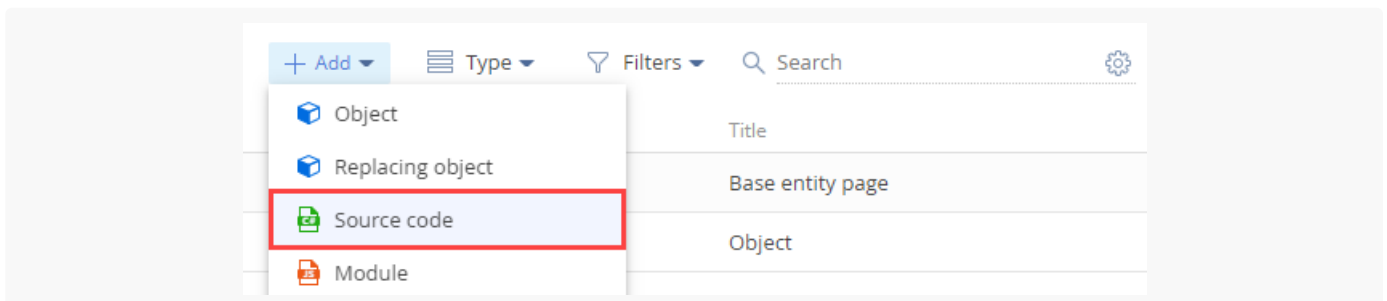 + Add Type Filters Search
Object
Title
Replacing object
Base entity page
Source code
Object
Module